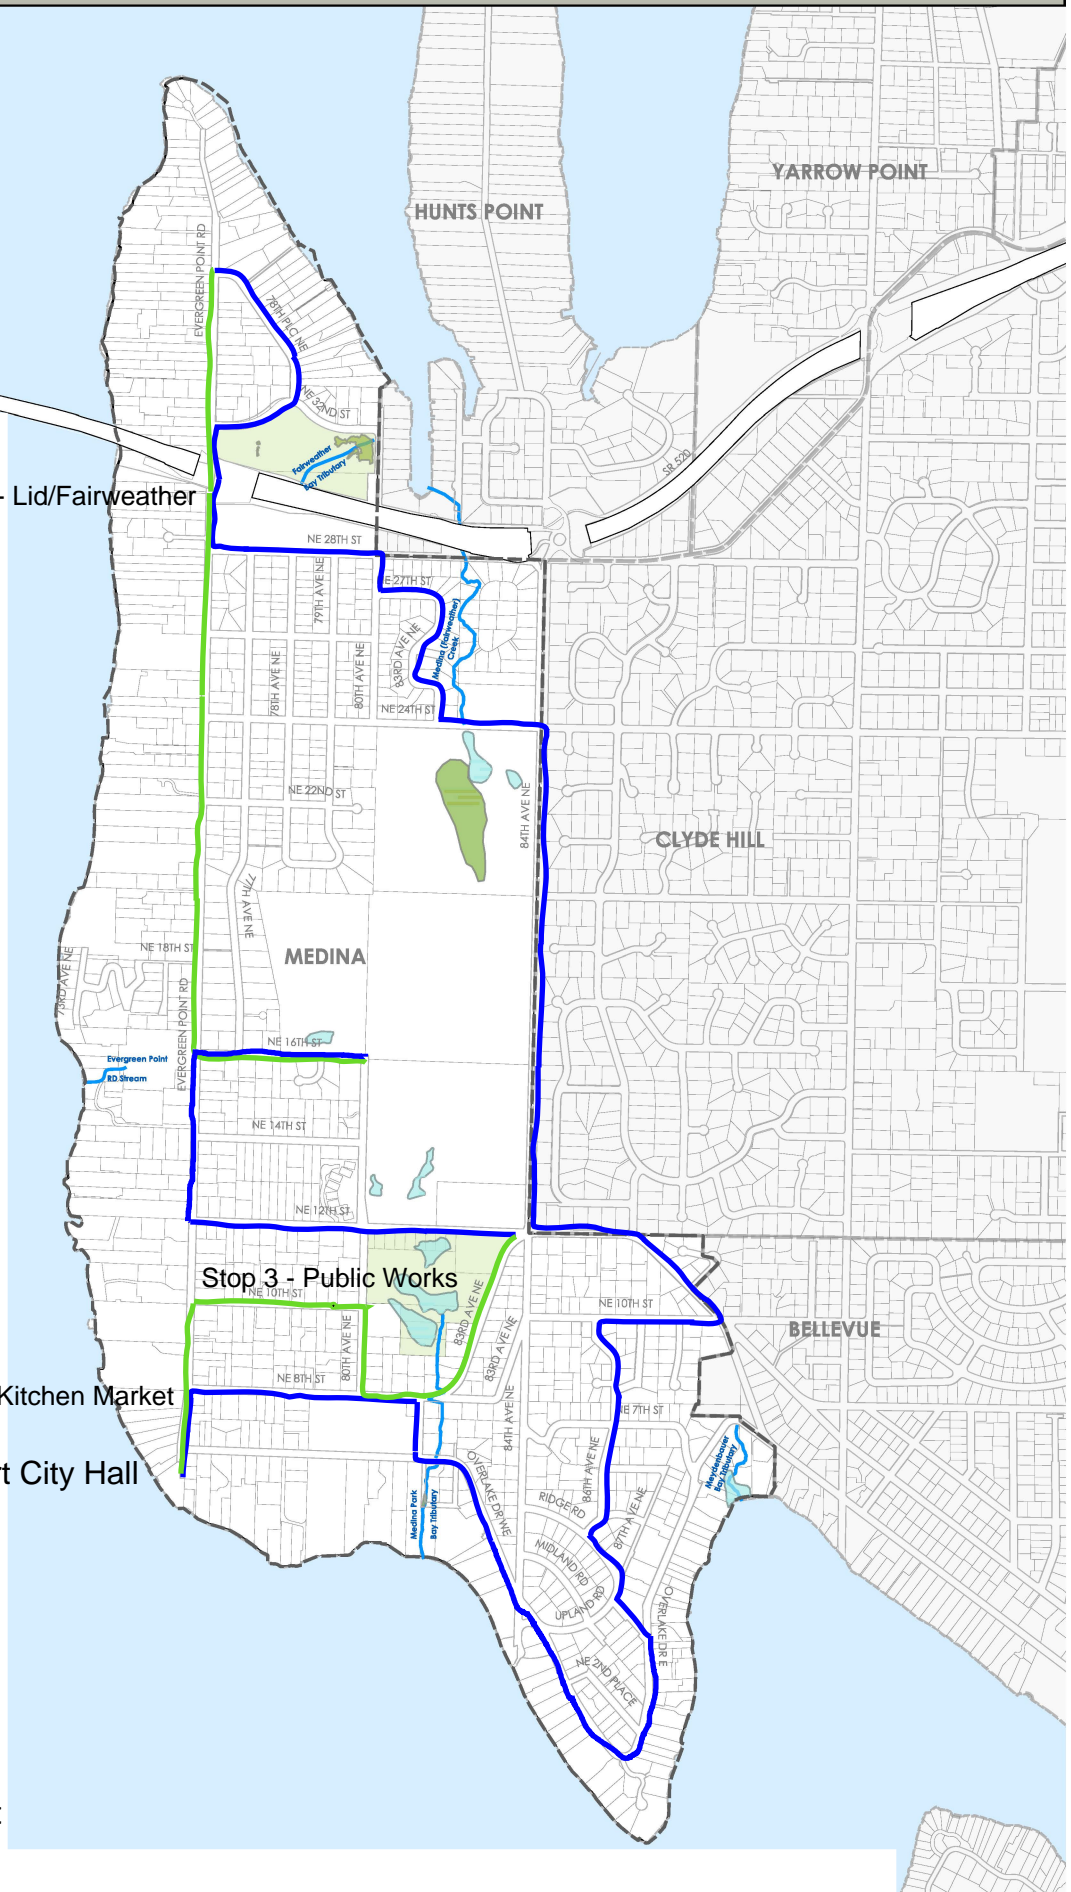 YARROW POINT
HUNTS POINT
EVERGREEN POINT RD
78TH PLC NE
NE 32ND ST
Fairweather
Bay Tributary
SR 520
- Lid/Fairweather
NE 28TH ST
79TH AVE NE
E 27TH ST
Medina (Fairweather)
Creek
83RD AVE NE
80TH AVE NE
78TH AVE NE
NE 24TH ST
NE 22ND ST
84TH AVE NE
CLYDE HILL
77TH AVE NE
NE 18TH ST
73RD AVE NE
MEDINA
EVERGREEN POINT RD
NE 16TH ST
Evergreen Point
RD Stream
NE 14TH ST
NE 12TH ST
Stop 3 - Public Works
NE 10TH ST
83RD AVE NE
NE 10TH ST
BELLEVUE
80TH AVE NE
83RD AVE NE
NE 8TH ST
Kitchen Market
84TH AVE NE
E 7TH ST
t City Hall
OVERLAKE DR WE
86TH AVE NE
Meydenbauer
Bay Tributary
RIDGE RD
87TH AVE NE
Medina Park
Bay Tributary
MIDLAND RD
UPLAND RD
OVERLAKE DR E
NE 2ND PLACE